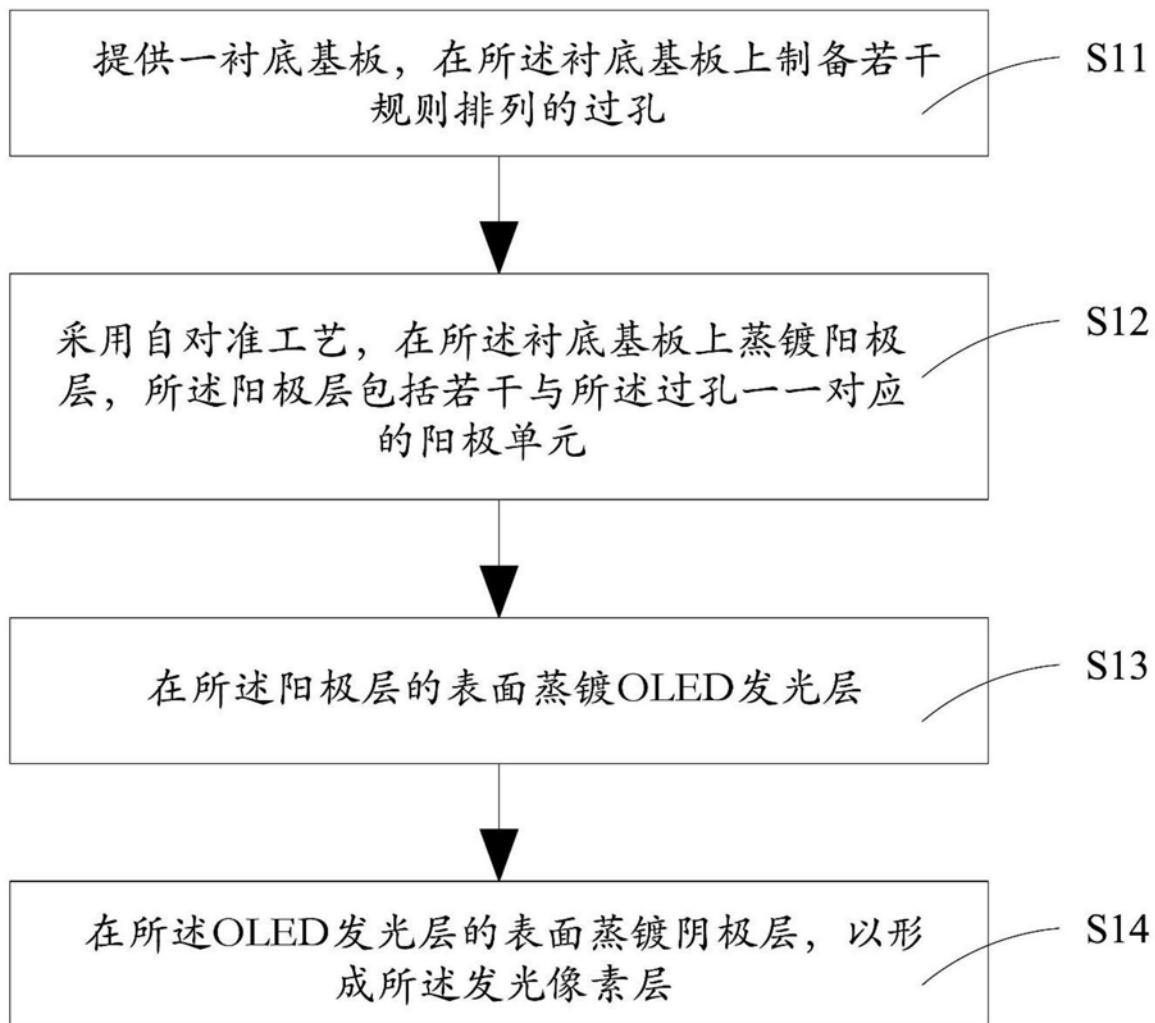 提供一衬底基板，在所述衬底基板上制备若干
规则排列的过孔
S11
采用自对准工艺，在所述衬底基板上蒸镀阳极
层，所述阳极层包括若干与所述过孔一一对应
的阳极单元
S12
在所述阳极层的表面蒸镀OLED发光层
S13
在所述OLED发光层的表面蒸镀阴极层，以形
成所述发光像素层
S14